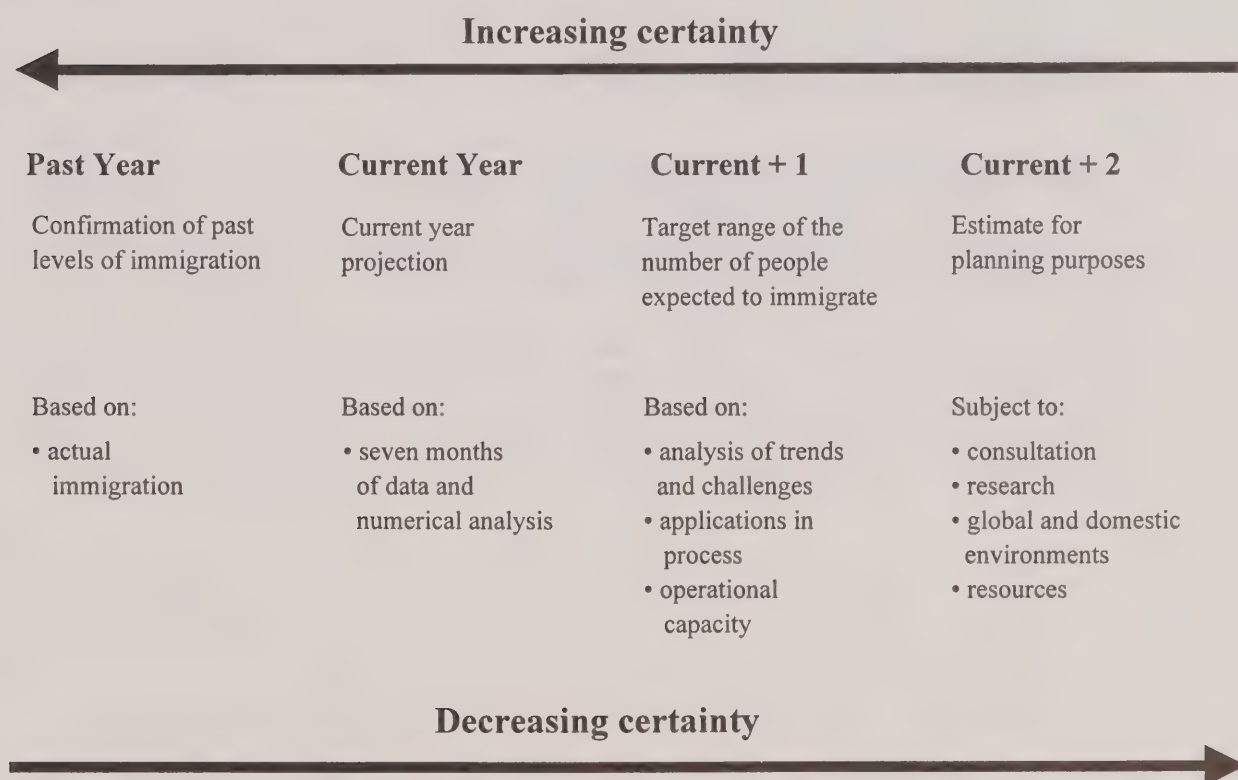 Increasing certainty
Past Year
Confirmation of past
levels of immigration
Based on:
• actual
immigration
Current Year
Current year
projection
Based on:
• seven months
of data and
numerical analysis
Current + 1
Target range of the
number of people
expected to immigrate
Based on:
• analysis of trends
and challenges
• applications in
process
• operational
capacity
Current + 2
Estimate for
planning purposes
Subject to:
• consultation
• research
• global and domestic
environments
• resources
Decreasing certainty